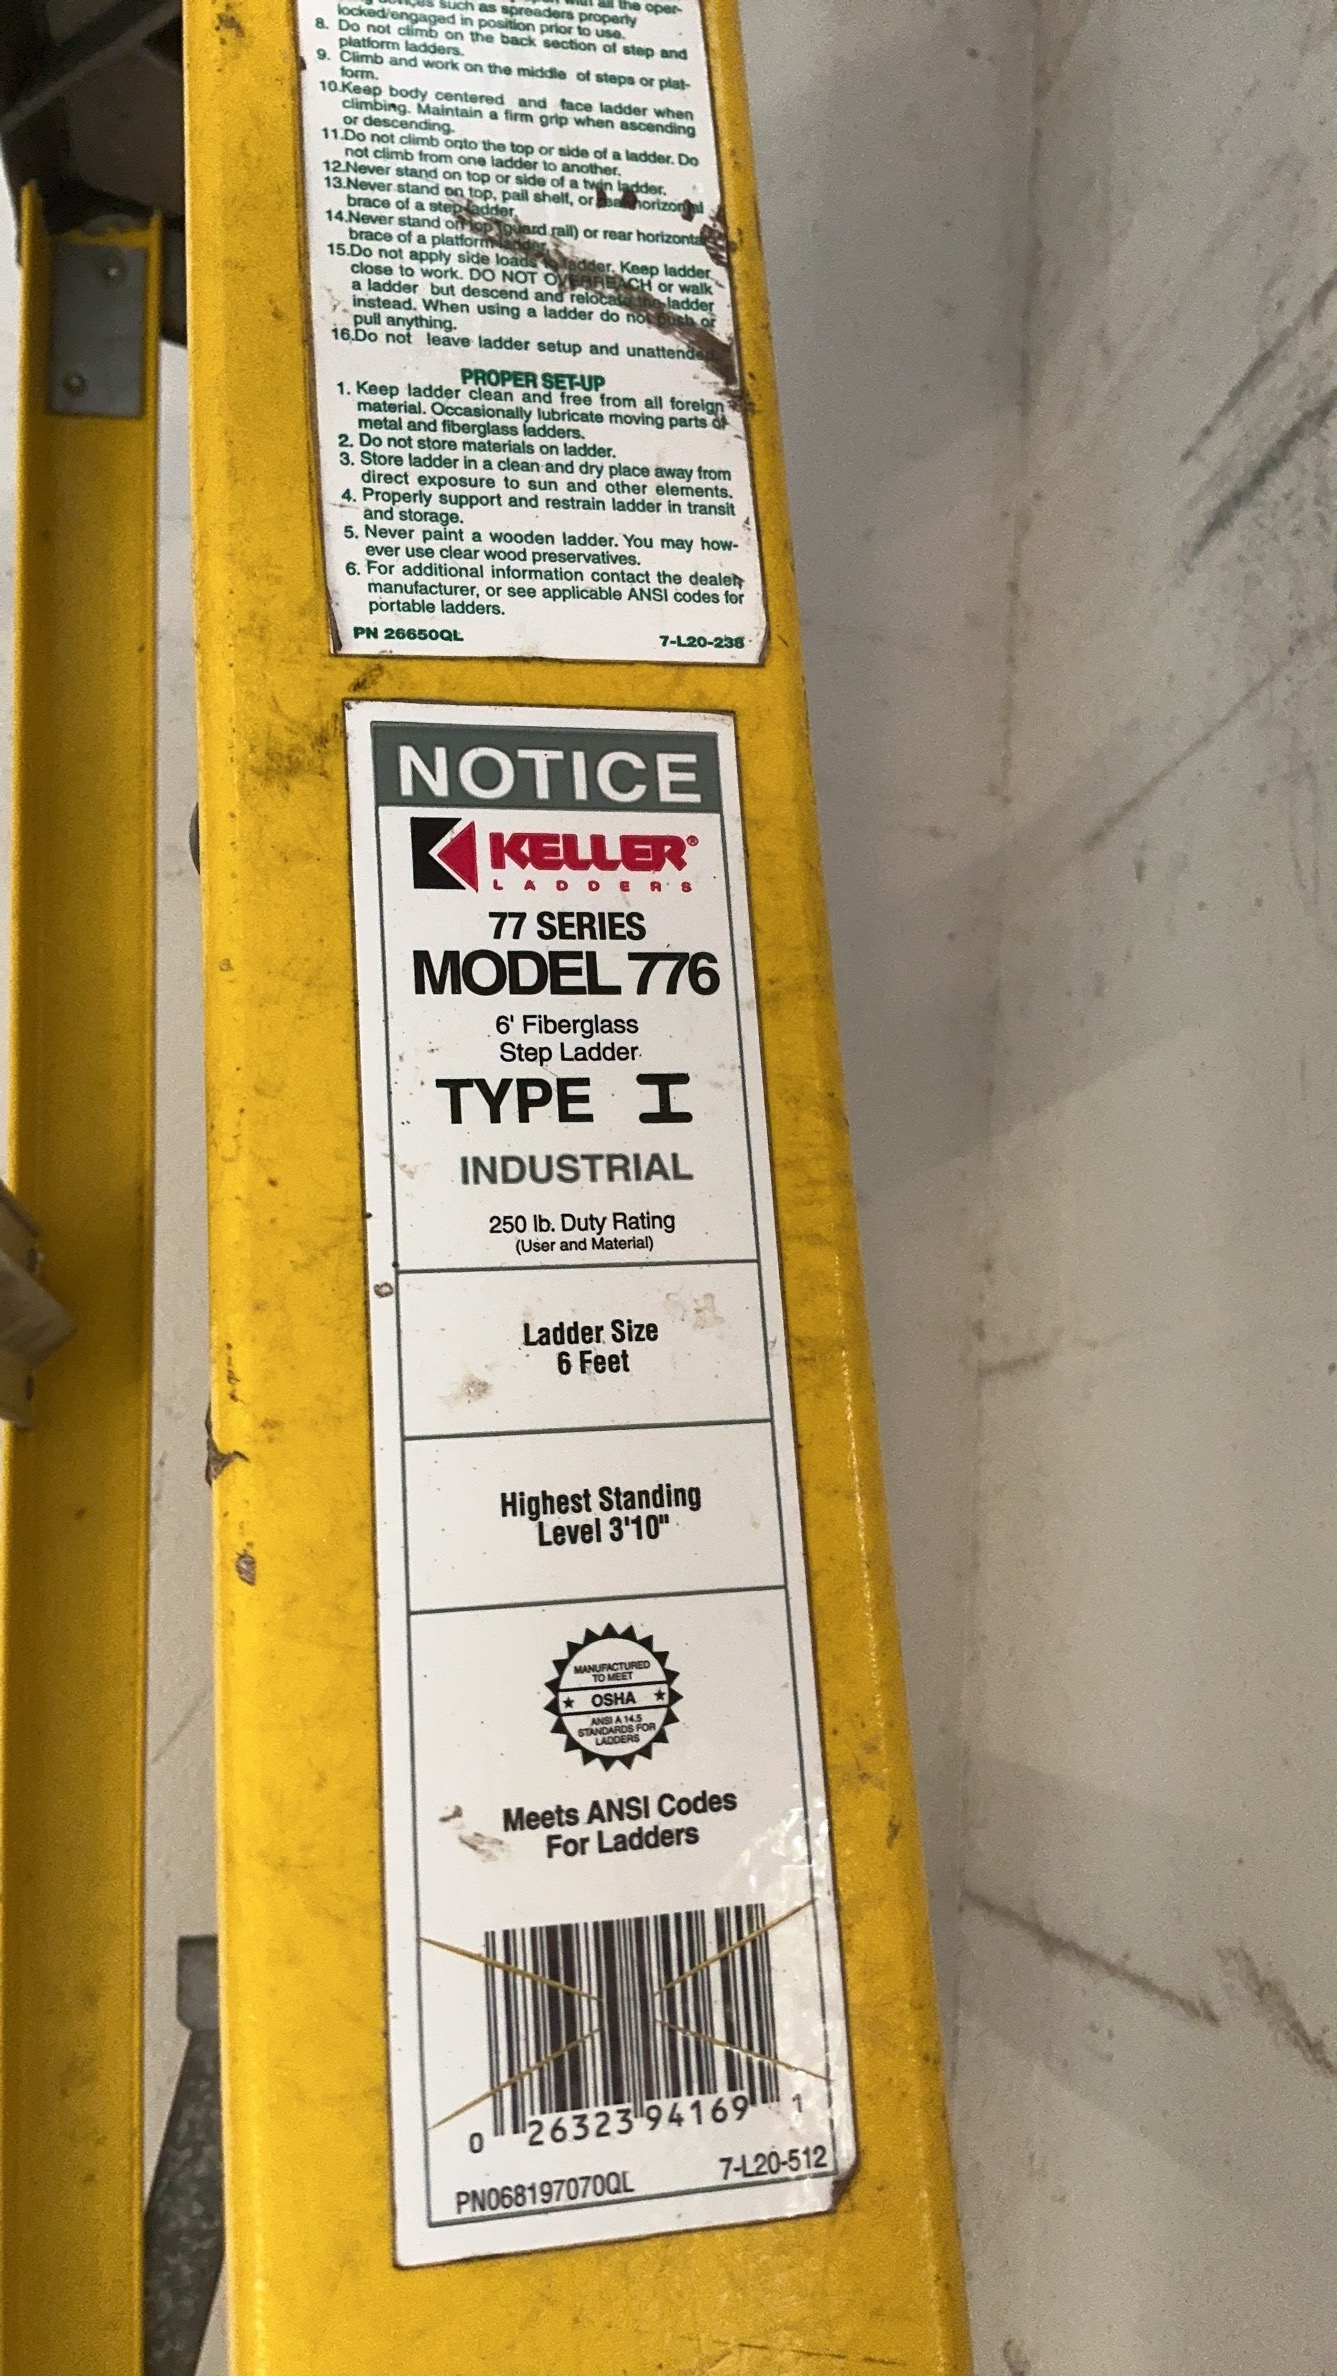 such as spreaders properly
locked/engaged in position prior to use.
8. Do not climb on the back section of step and
platform ladders.
9. Climb and work on the middle of steps or plat-
form.
10.Keep body centered and face ladder when
climbing. Maintain a firm grip when ascending
or descending.
11.Do not climb onto the top or side of a ladder. Do
not climb from one ladder to another.
12.Never stand on top or side of a twin ladder.
13.Never stand on top, pail shelf, or rear horizontal
brace of a step ladder.
14.Never stand on top (guard rail) or rear horizontal
brace of a platform ladder.
15.Do not apply side loads to ladder. Keep ladder
close to work. DO NOT OVERREACH or walk
a ladder but descend and relocate the ladder
instead. When using a ladder do not push or
pull anything.
16.Do not leave ladder setup and unattended.
PROPER SET-UP
1. Keep ladder clean and free from all foreign
material. Occasionally lubricate moving parts of
metal and fiberglass ladders.
2. Do not store materials on ladder.
3. Store ladder in a clean and dry place away from
direct exposure to sun and other elements.
4. Properly support and restrain ladder in transit
and storage.
5. Never paint a wooden ladder. You may how-
ever use clear wood preservatives.
6. For additional information contact the dealer,
manufacturer, or see applicable ANSI codes for
portable ladders.
PN 26650QL 7-L20-238
NOTICE
KELLER®
LADDERS
77 SERIES
MODEL 776
6' Fiberglass
Step Ladder
TYPE I
INDUSTRIAL
250 lb. Duty Rating
(User and Material)
Ladder Size
6 Feet
Highest Standing
Level 3'10"
MANUFACTURED
TO MEET
★ OSHA ★
ANSI A 14.5
STANDARDS FOR
LADDERS
Meets ANSI Codes
For Ladders
0 26323 94169 1
PN068197070QL 7-L20-512